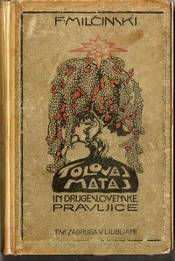 F. MILČINSKI
TOLOVAJ
MATAJ
IN DRUGE SLOVENSKE
PRAVLJICE
TISK. ZADRUGA V LJUBLJANI